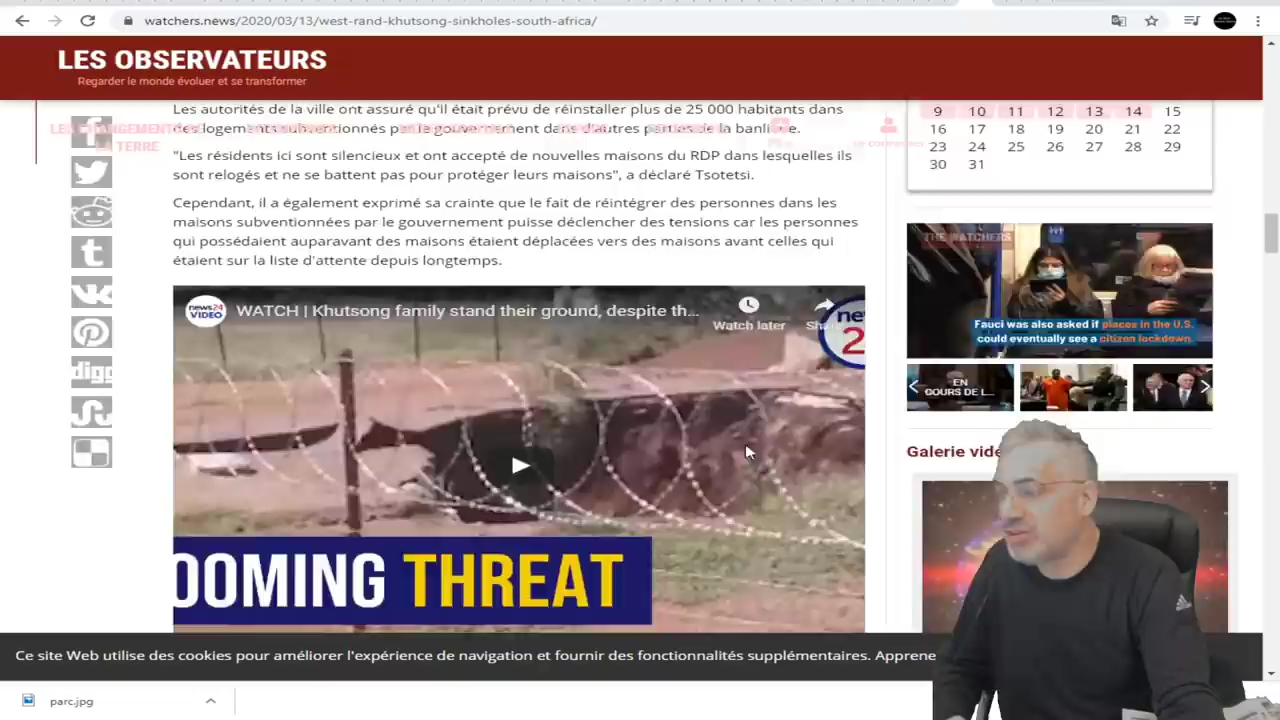 watchers.news/2020/03/13/west-rand-khutsong-sinkholes-south-africa/
LES OBSERVATEURS
Regarder le monde évoluer et se transformer
Les autorités de la ville ont assuré qu'il était prévu de réinstaller plus de 25 000 habitants dans
des logements subventionnés par le gouvernement dans d'autres parties de la banlieue.
LA TERRE
"Les résidents ici sont silencieux et ont accepté de nouvelles maisons du RDP dans lesquelles ils
sont relogés et ne se battent pas pour protéger leurs maisons", a déclaré Tsotetsi.
Cependant, il a également exprimé sa crainte que le fait de réintégrer des personnes dans les
maisons subventionnées par le gouvernement puisse déclencher des tensions car les personnes
qui possédaient auparavant des maisons étaient déplacées vers des maisons avant celles qui
étaient sur la liste d'attente depuis longtemps.
news24
VIDEO
WATCH | Khutsong family stand their ground, despite th...
Watch later
Sha
ne
2
OOMING THREAT
digg
9 10 11 12 13 14 15
16 17 18 19 20 21 22
23 24 25 26 27 28 29
30 31
THE WATCHERS
Fauci was also asked if places in the U.S.
could eventually see a citizen lockdown.
EN
COURS DE L...
Galerie vidé
Ce site Web utilise des cookies pour améliorer l'expérience de navigation et fournir des fonctionnalités supplémentaires. Apprene
parc.jpg